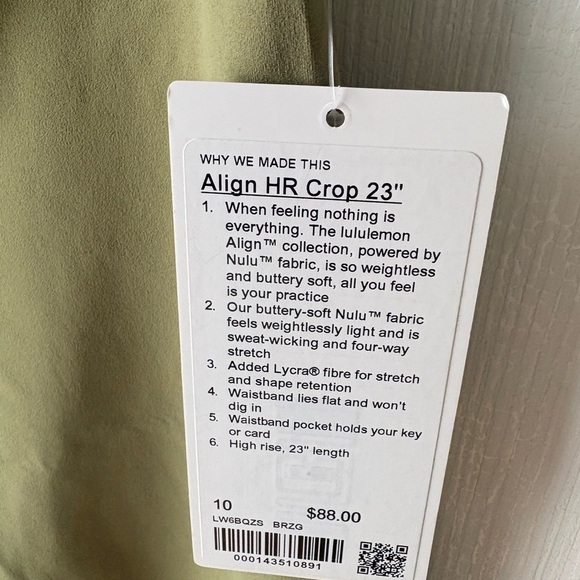 WHY WE MADE THIS
Align HR Crop 23"
1. When feeling nothing is
everything. The lululemon
Align™ collection, powered by
Nulu™ fabric, is so weightless
and buttery soft, all you feel
is your practice
2. Our buttery-soft Nulu™ fabric
feels weightlessly light and is
sweat-wicking and four-way
stretch
3. Added Lycra® fibre for stretch
and shape retention
4. Waistband lies flat and won't
dig in
5. Waistband pocket holds your key
or card
6. High rise, 23" length
10 $88.00
LW6BQZS BRZG
000143510891